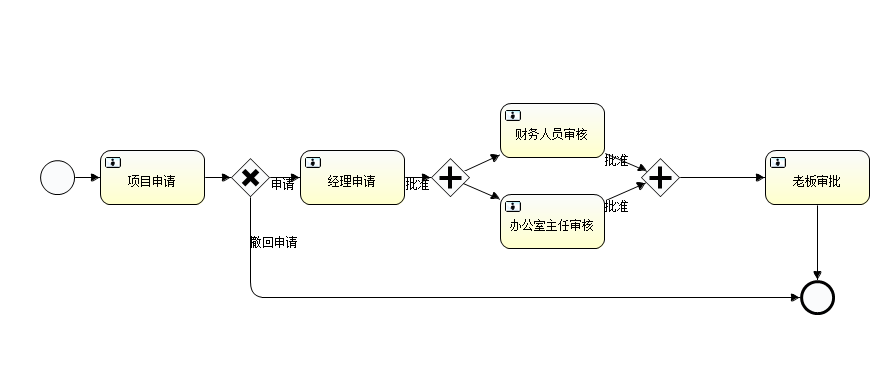 项目申请
申请
撤回申请
经理申请
批准
财务人员审核
批准
办公室主任审核
批准
老板审批